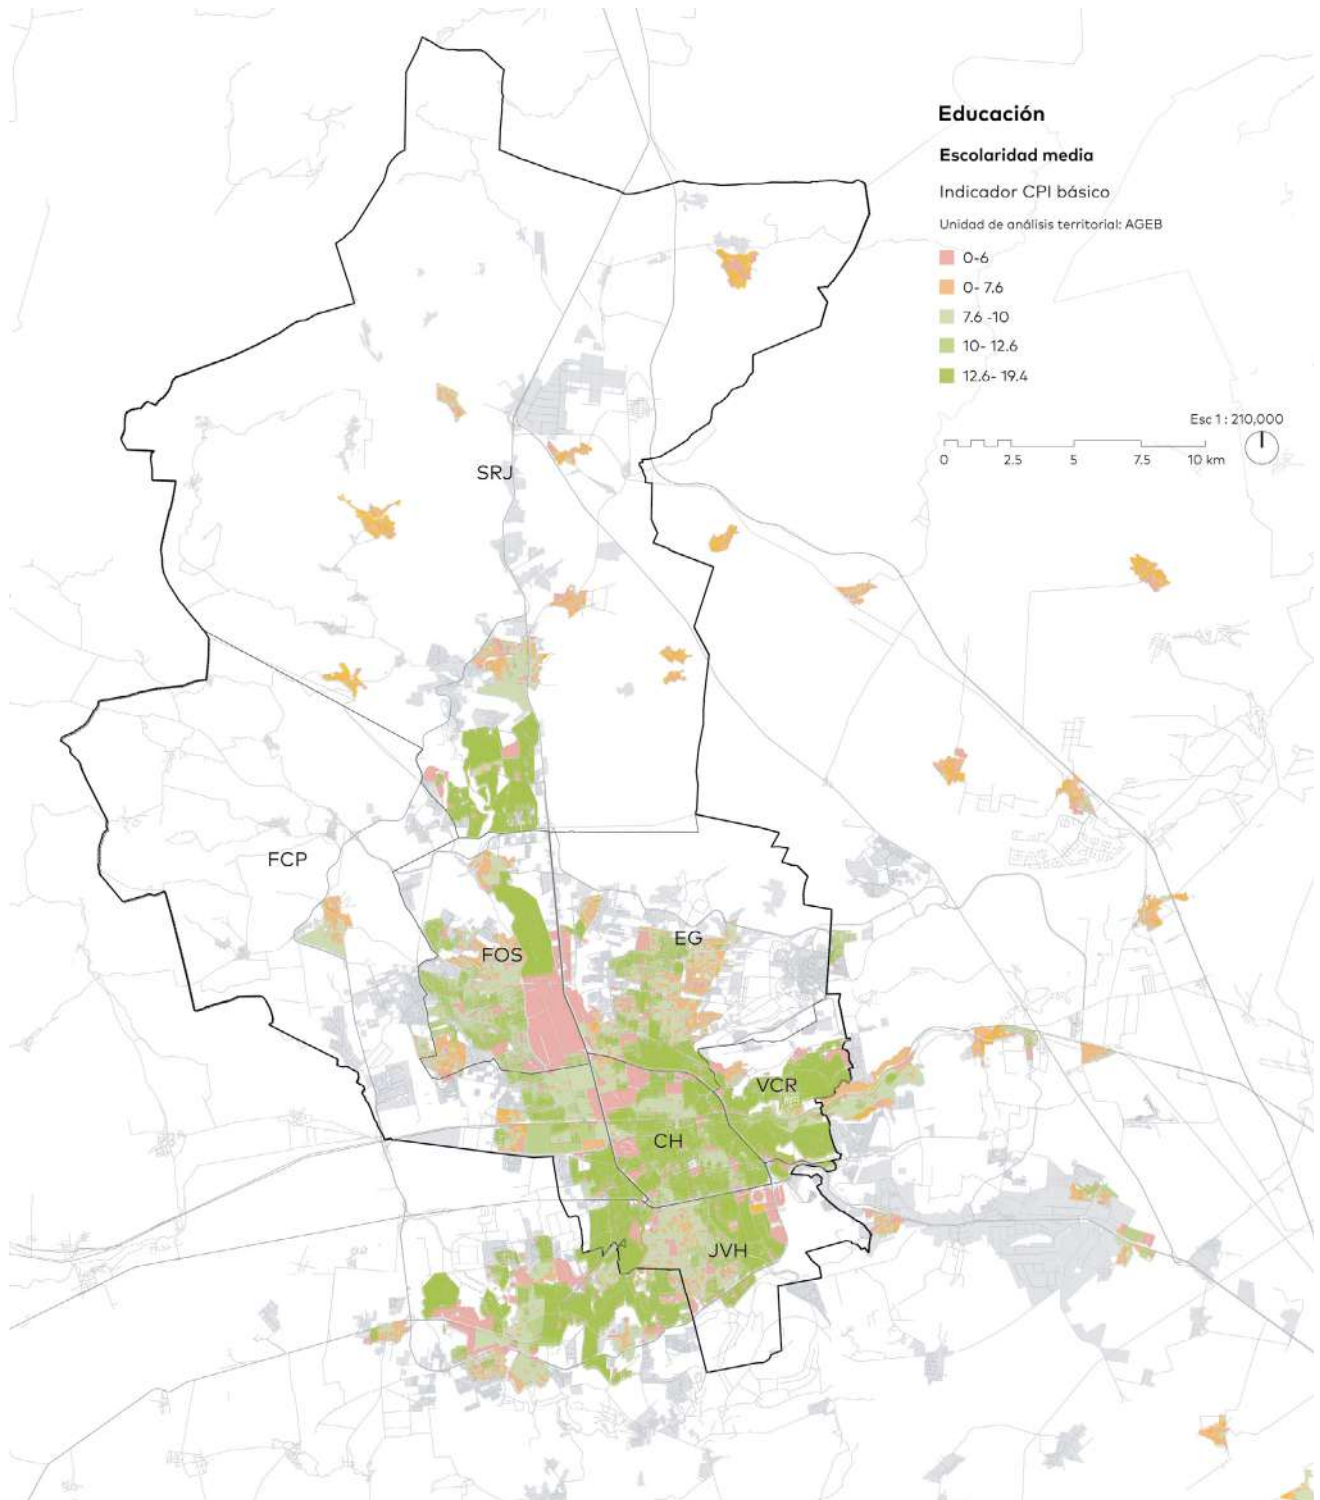 Educación
Escolaridad media
Indicador CPI básico
Unidad de análisis territorial: AGEB
0-6
0- 7.6
7.6 -10
10- 12.6
12.6- 19.4
Esc 1 : 210,000
0 2.5 5 7.5 10 km
SRJ
FCP
FOS
EG
VCR
CH
JVH